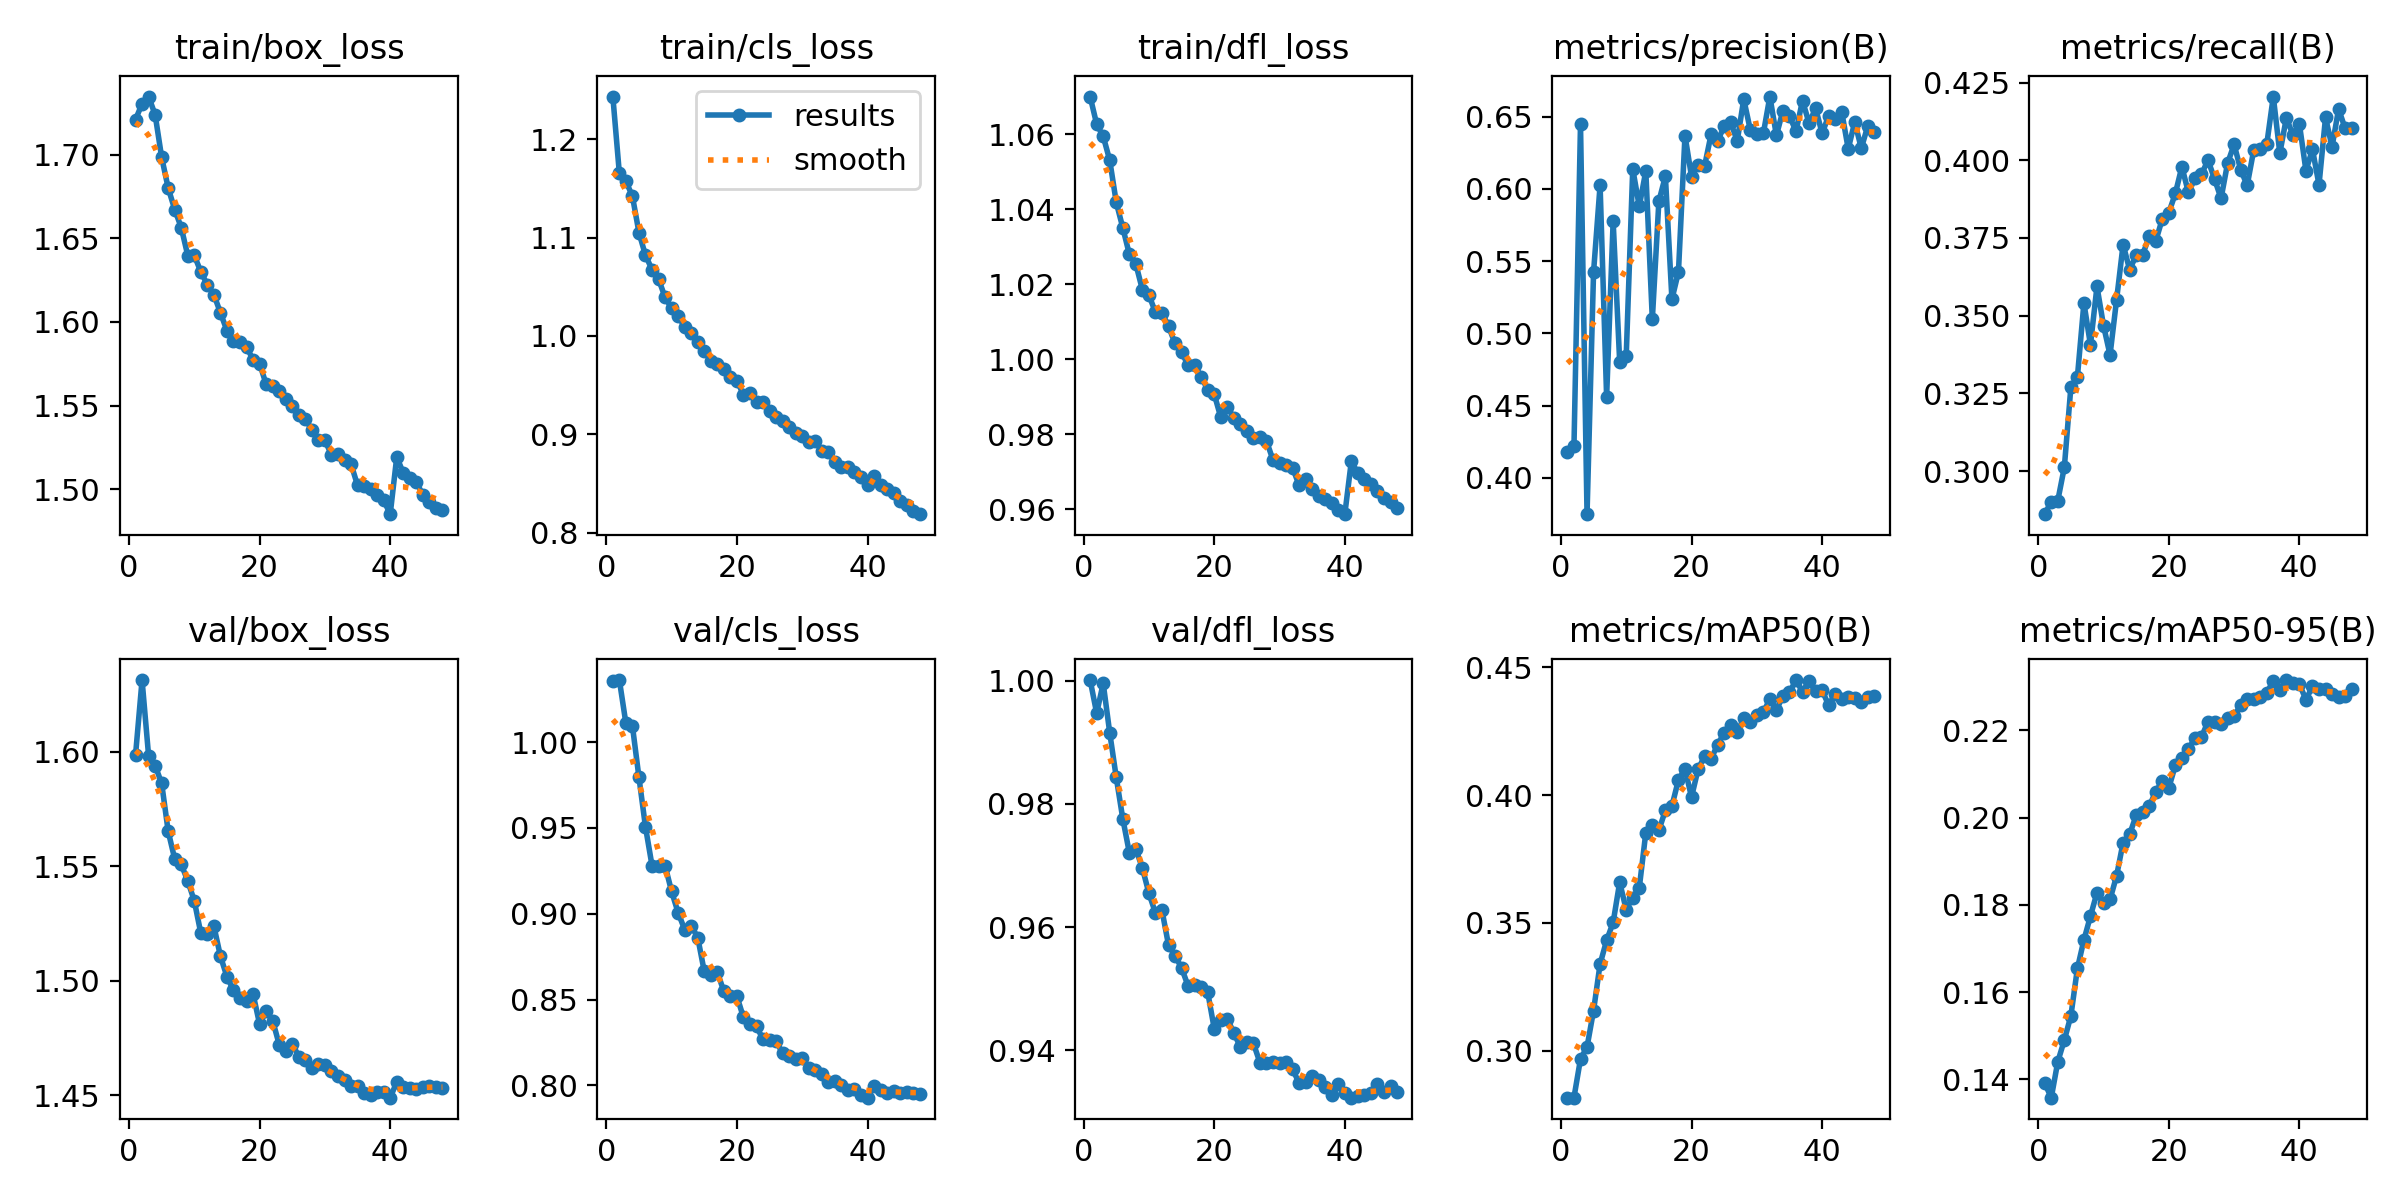 train/box_loss
train/cls_loss
train/dfl_loss
metrics/precision(B)
metrics/recall(B)
1.70
1.65
1.60
1.55
1.50
0 20 40
results
smooth
1.2
1.1
1.0
0.9
0.8
0 20 40
1.06
1.04
1.02
1.00
0.98
0.96
0 20 40
0.65
0.60
0.55
0.50
0.45
0.40
0 20 40
0.425
0.400
0.375
0.350
0.325
0.300
0 20 40
val/box_loss
val/cls_loss
val/dfl_loss
metrics/mAP50(B)
metrics/mAP50-95(B)
1.60
1.55
1.50
1.45
0 20 40
1.00
0.95
0.90
0.85
0.80
0 20 40
1.00
0.98
0.96
0.94
0 20 40
0.45
0.40
0.35
0.30
0 20 40
0.22
0.20
0.18
0.16
0.14
0 20 40